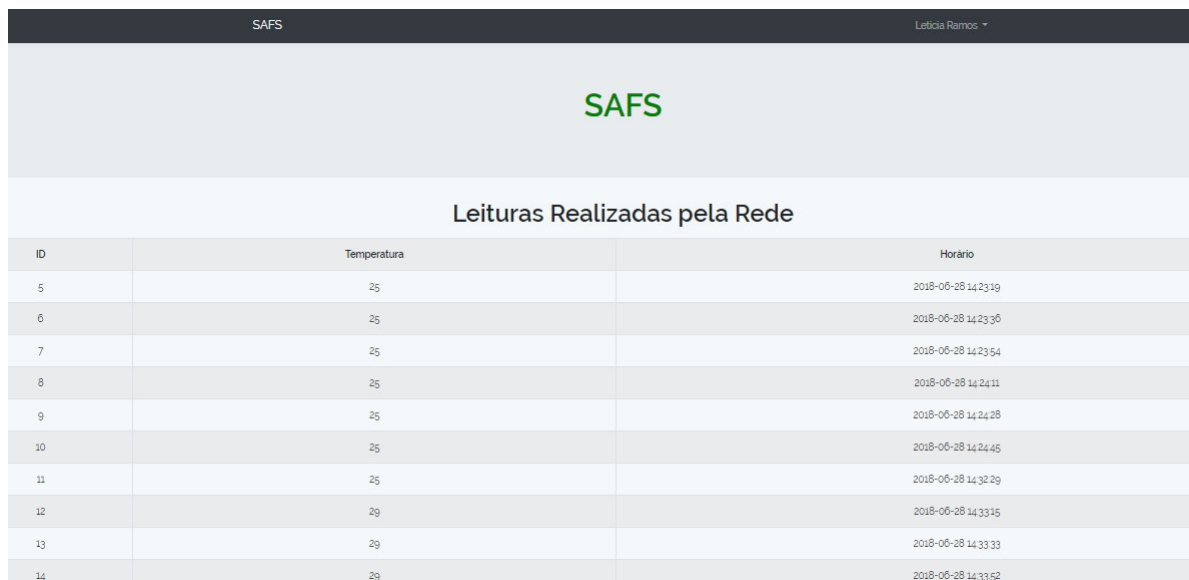 SAFS Leticia Ramos
SAFS
Leituras Realizadas pela Rede
ID Temperatura Horário
5 25 2018-06-28 14:23:19
6 25 2018-06-28 14:23:36
7 25 2018-06-28 14:23:54
8 25 2018-06-28 14:24:11
9 25 2018-06-28 14:24:28
10 25 2018-06-28 14:24:45
11 25 2018-06-28 14:32:29
12 29 2018-06-28 14:33:15
13 29 2018-06-28 14:33:33
14 29 2018-06-28 14:33:52